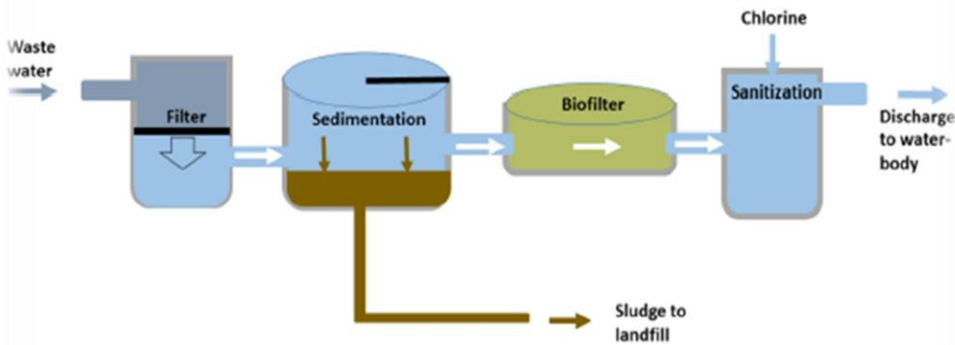 Waste
water
Filter
Sedimentation
Biofilter
Chlorine
Sanitization
Discharge
to water-
body
Sludge to
landfill